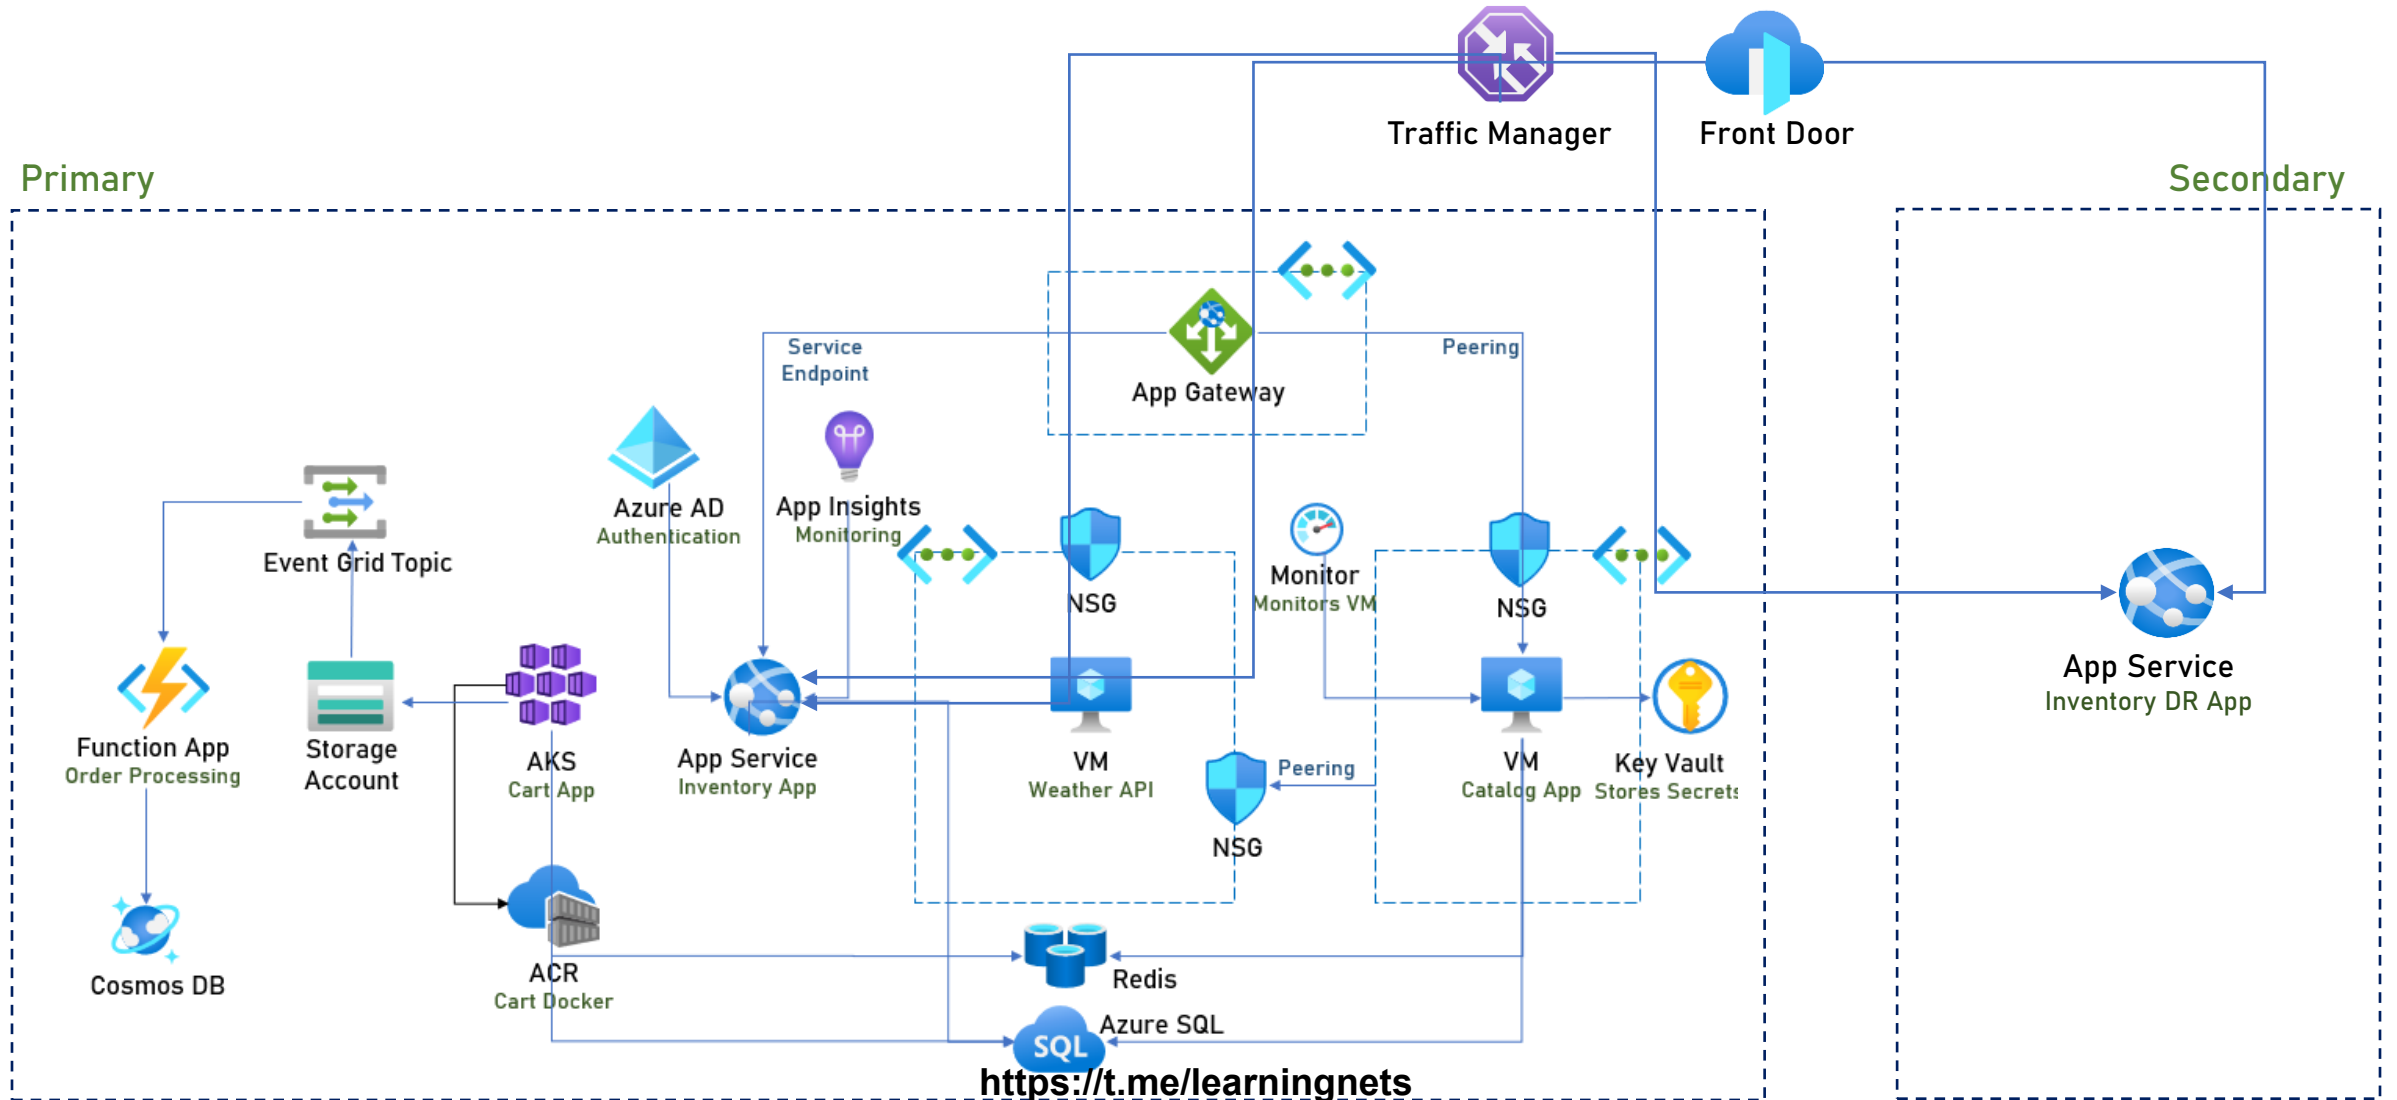 Traffic Manager
Front Door
Primary
Secondary
Service
Endpoint
Peering
App Gateway
Azure AD
Authentication
App Insights
Monitoring
Event Grid Topic
NSG
Monitor
Monitors VM
NSG
App Service
Inventory DR App
Function App
Order Processing
Storage
Account
AKS
Cart App
App Service
Inventory App
VM
Weather API
Peering
VM
Catalog App
Key Vault
Stores Secrets
NSG
ACR
Cart Docker
Cosmos DB
Redis
Azure SQL
SQL
https://t.me/learningnets